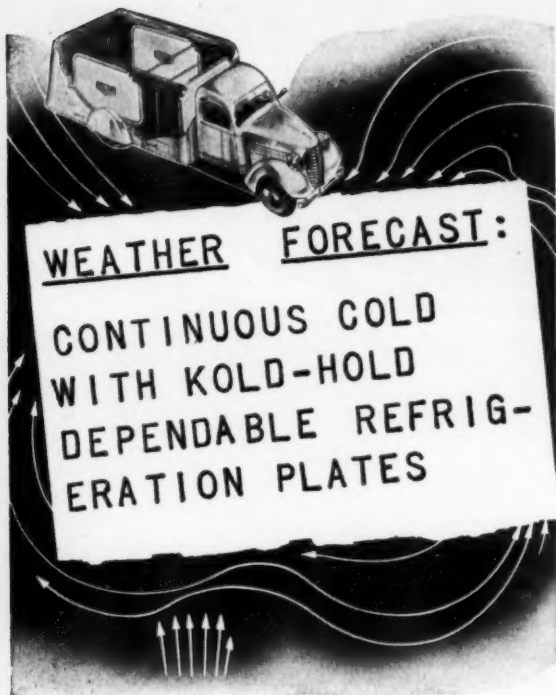 WEATHER FORECAST:
CONTINUOUS COLD
WITH KOLD-HOLD
DEPENDABLE REFRIG-
ERATION PLATES